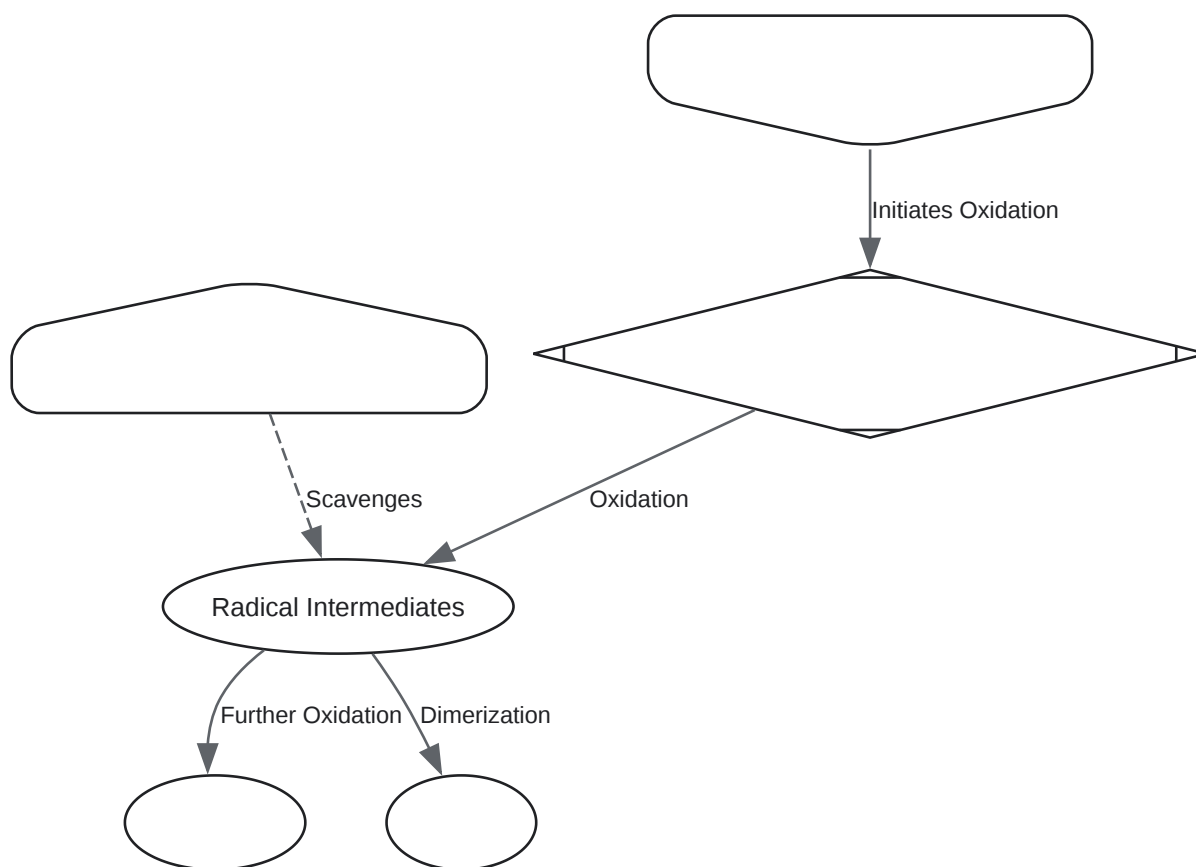 Initiates Oxidation
Scavenges
Oxidation
Radical Intermediates
Further Oxidation
Dimerization